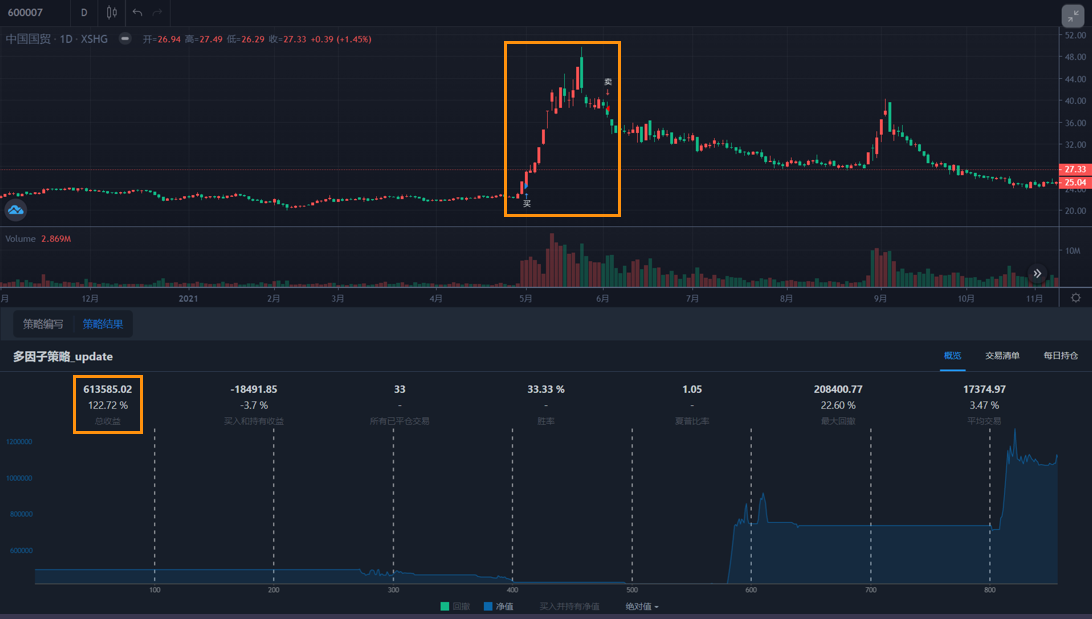 600007 D
中国国贸 · 1D · XSHG 开=26.94 高=27.49 低=26.29 收=27.33 +0.39 (+1.45%)
52.00
48.00
44.00
40.00
36.00
32.00
27.33
25.04
24.00
20.00
卖
买
Volume 2.869M
10M
月 12月 2021 2月 3月 4月 5月 6月 7月 8月 9月 10月 11月
策略编写 策略结果
多因子策略_update 概览 交易清单 每日持仓
613585.02 -18491.85 33 33.33 % 1.05 208400.77 17374.97
122.72 % -3.7 % - - - 22.60 % 3.47 %
总收益 买入和持有收益 所有已平仓交易 胜率 夏普比率 最大回撤 平均交易
1200000
1000000
800000
600000
100 200 300 400 500 600 700 800
回撤 净值 买入并持有净值 绝对值